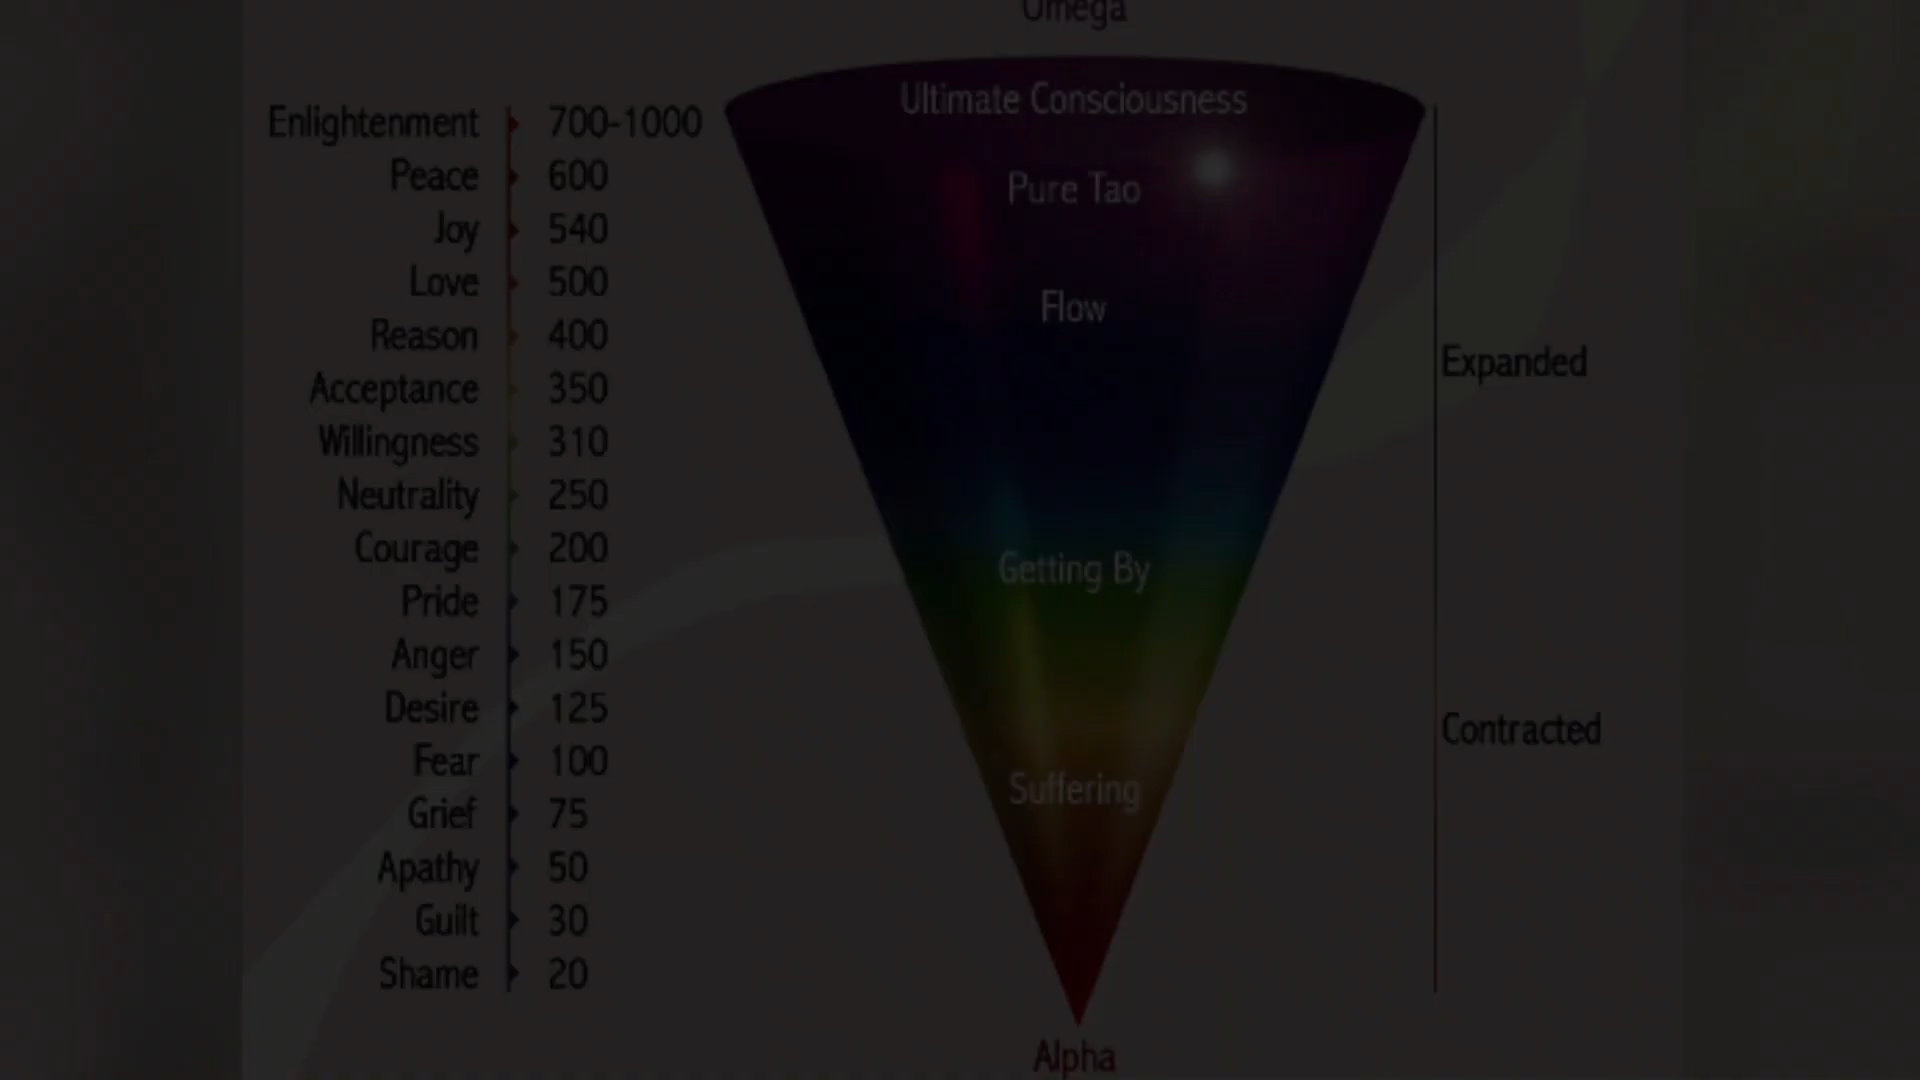 Omega
Ultimate Consciousness
Enlightenment 700-1000
Peace 600
Pure Tao
Joy 540
Love 500
Flow
Reason 400
Expanded
Acceptance 350
Willingness 310
Neutrality 250
Courage 200
Getting By
Pride 175
Anger 150
Desire 125
Contracted
Fear 100
Suffering
Grief 75
Apathy 50
Guilt 30
Shame 20
Alpha